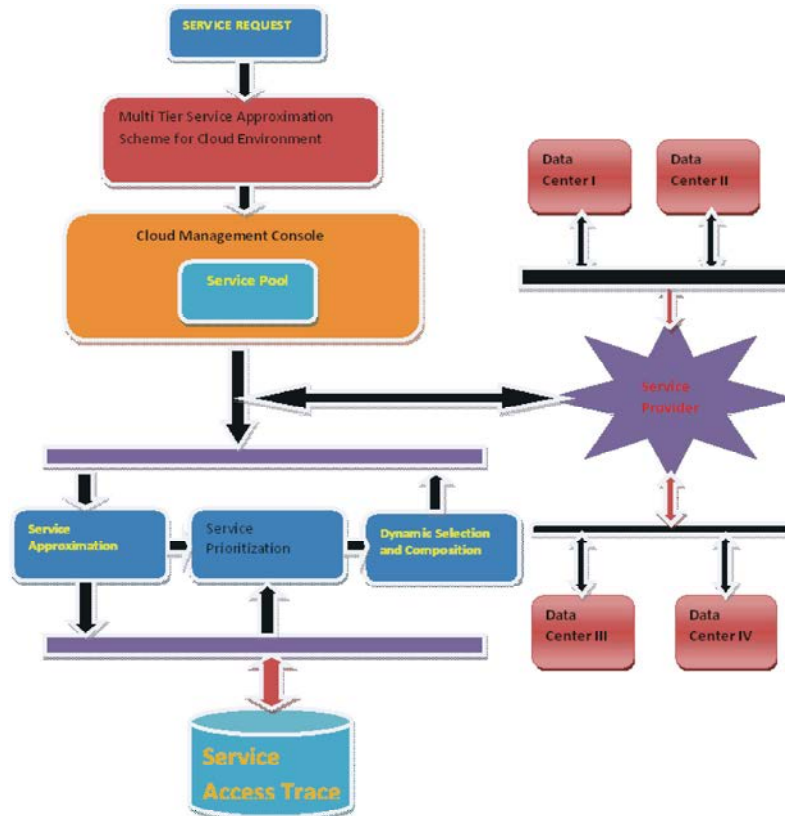 SERVICE REQUEST
Multi Tier Service Approximation
Scheme for Cloud Environment
Cloud Management Console
Service Pool
Data
Center I
Data
Center II
Service
Provider
Service
Approximation
Service
Prioritization
Dynamic Selection
and Composition
Data
Center III
Data
Center IV
Service
Access Trace